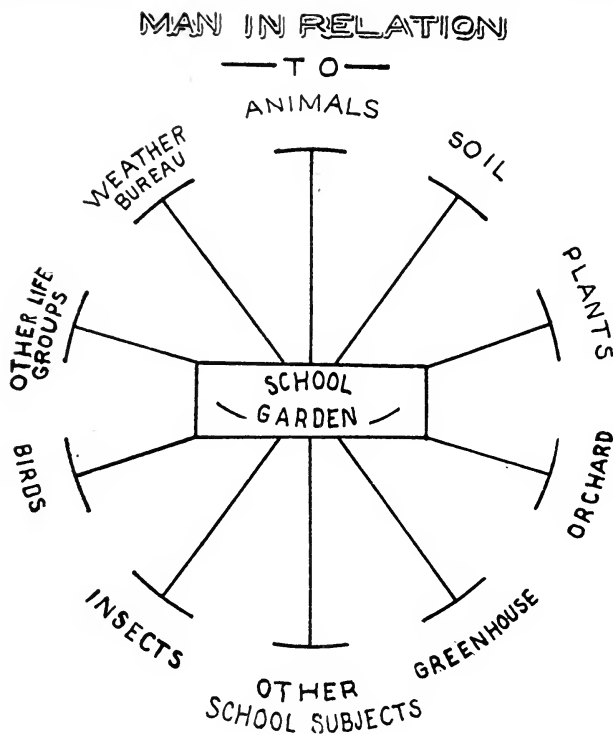 MAN IN RELATION
TO
ANIMALS
SOIL
PLANTS
ORCHARD
GREENHOUSE
OTHER
SCHOOL SUBJECTS
INSECTS
BIRDS
OTHER LIFE
GROUPS
WEATHER
BUREAU
SCHOOL
GARDEN